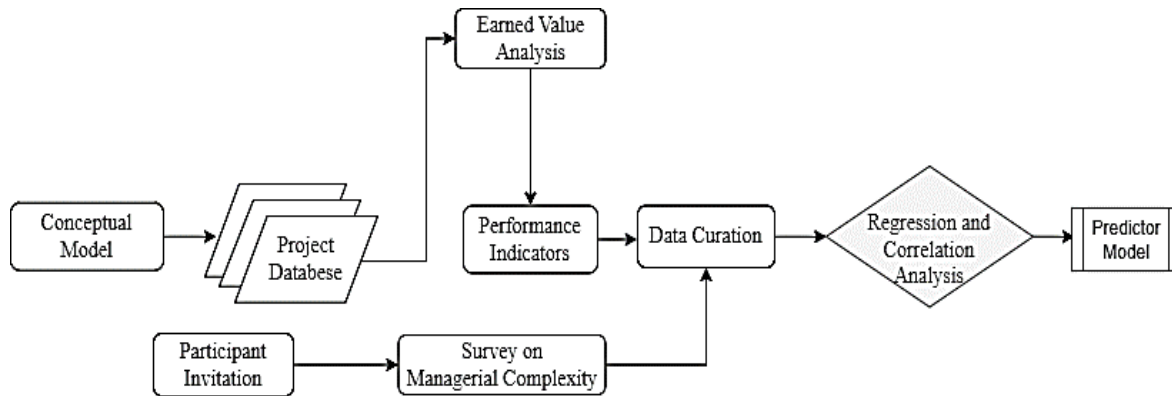 Earned Value
Analysis
Conceptual
Model
Project
Databese
Performance
Indicators
Data Curation
Regression and
Correlation
Analysis
Predictor
Model
Participant
Invitation
Survey on
Managerial Complexity